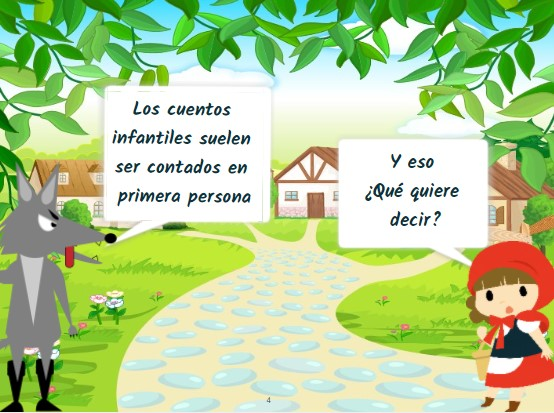 Los cuentos
infantiles suelen
ser contados en
primera persona
Y eso
¿Qué quiere
decir?
4